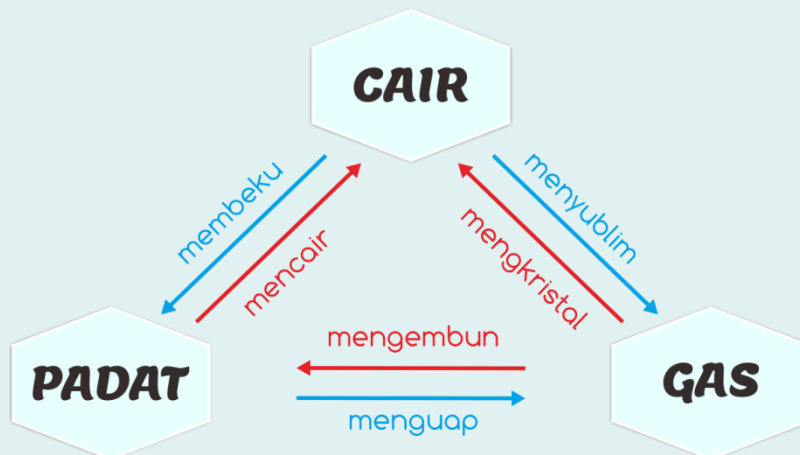 CAIR
membeku
mencair
menyublim
mengkristal
PADAT
mengembun
menguap
GAS